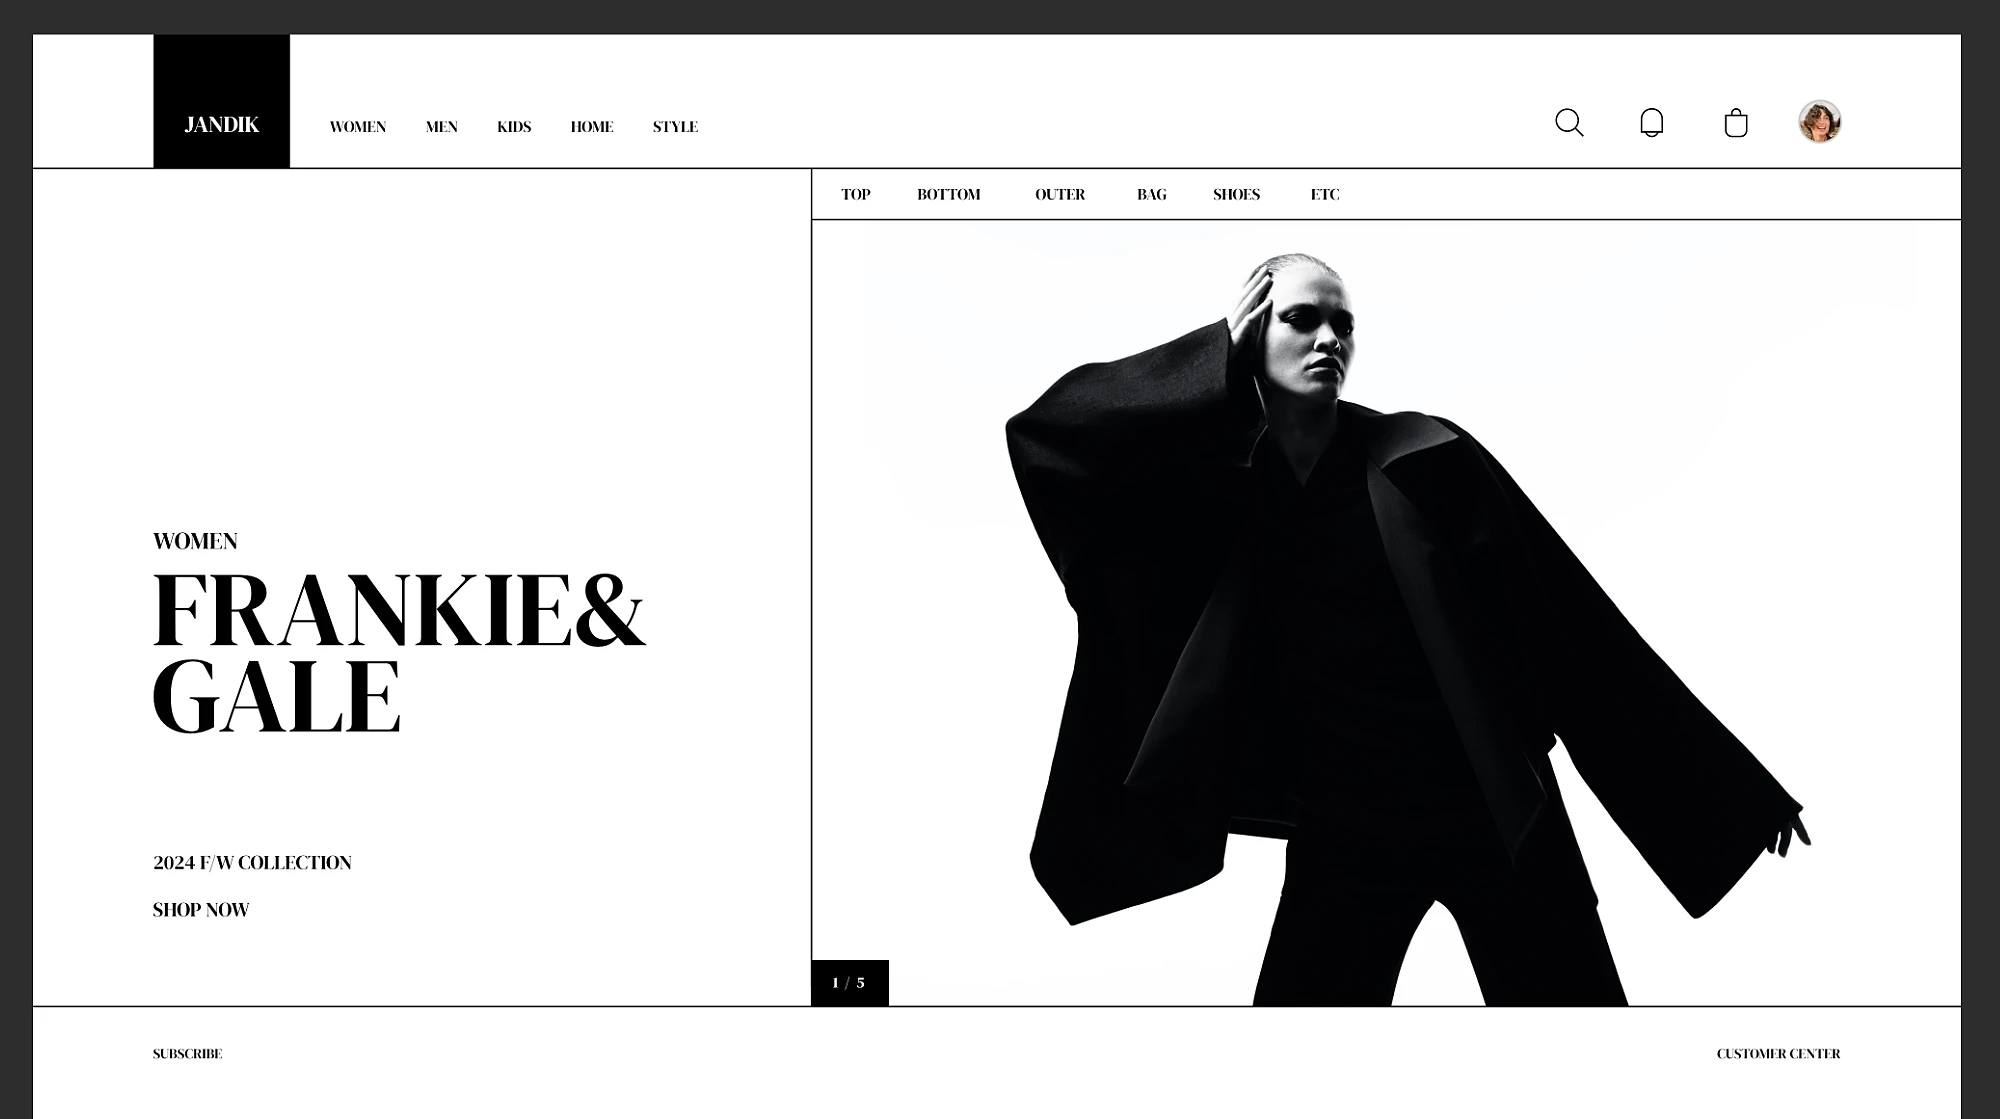 JANDIK
WOMEN MEN KIDS HOME STYLE
TOP BOTTOM OUTER BAG SHOES ETC
WOMEN
FRANKIE&
GALE
2024 F/W COLLECTION
SHOP NOW
1 / 5
SUBSCRIBE
CUSTOMER CENTER